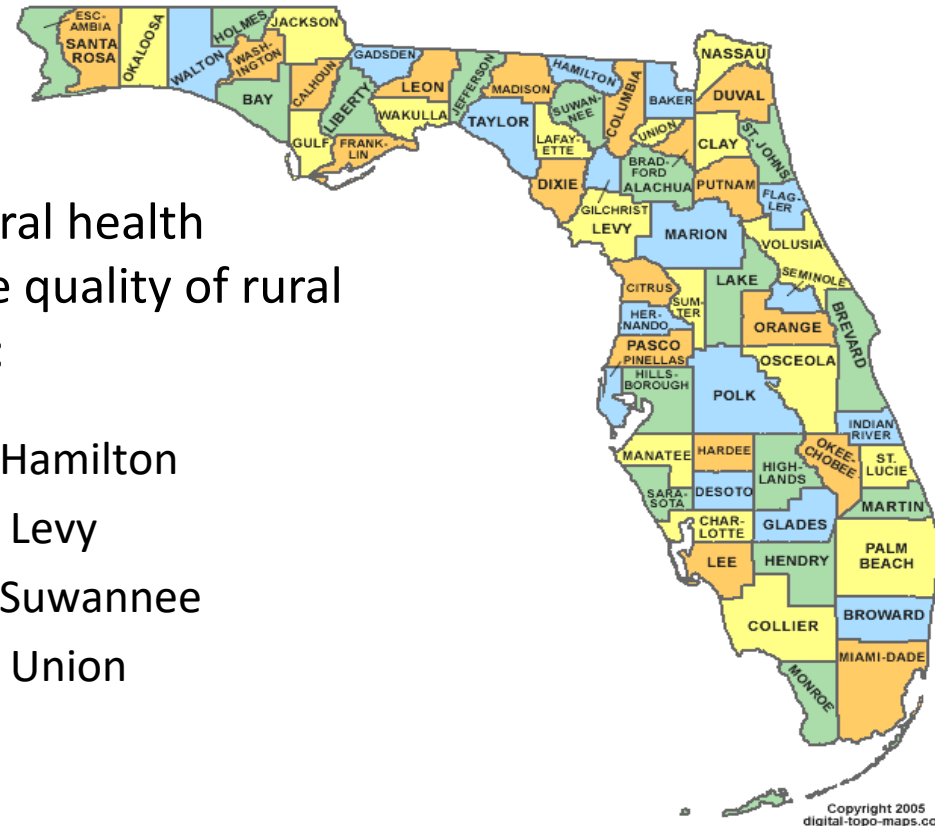 ESC-
AMBIA
SANTA
ROSA
OKALOOSA
WALTON
HOLMES
JACKSON
WASH-
INGTON
BAY
CALHOUN
GULF
LIBERTY
GADSDEN
FRANK-
LIN
LEON
WAKULLA
JEFFERSON
MADISON
TAYLOR
HAMILTON
SUWAN-
NEE
LAFAY-
ETTE
COLUMBIA
BAKER
NASSAU
DUVAL
UNION
CLAY
ST. JOHNS
BRAD-
FORD
ALACHUA
PUTNAM
DIXIE
GILCHRIST
LEVY
FLAG-
LER
MARION
VOLUSIA
ral health
e quality of rural
:
Hamilton
Levy
Suwannee
Union
CITRUS
SUM-
TER
LAKE
SEMINOLE
HER-
NANDO
ORANGE
BREVARD
PASCO
PINELLAS
OSCEOLA
HILLS-
BOROUGH
POLK
INDIAN
RIVER
MANATEE
HARDEE
HIGH-
LANDS
OKEE-
CHOBEE
ST.
LUCIE
SARA-
SOTA
DESOTO
MARTIN
CHAR-
LOTTE
GLADES
LEE
HENDRY
PALM
BEACH
COLLIER
BROWARD
MIAMI-DADE
MONROE
Copyright 2005
digital-topo-maps.co